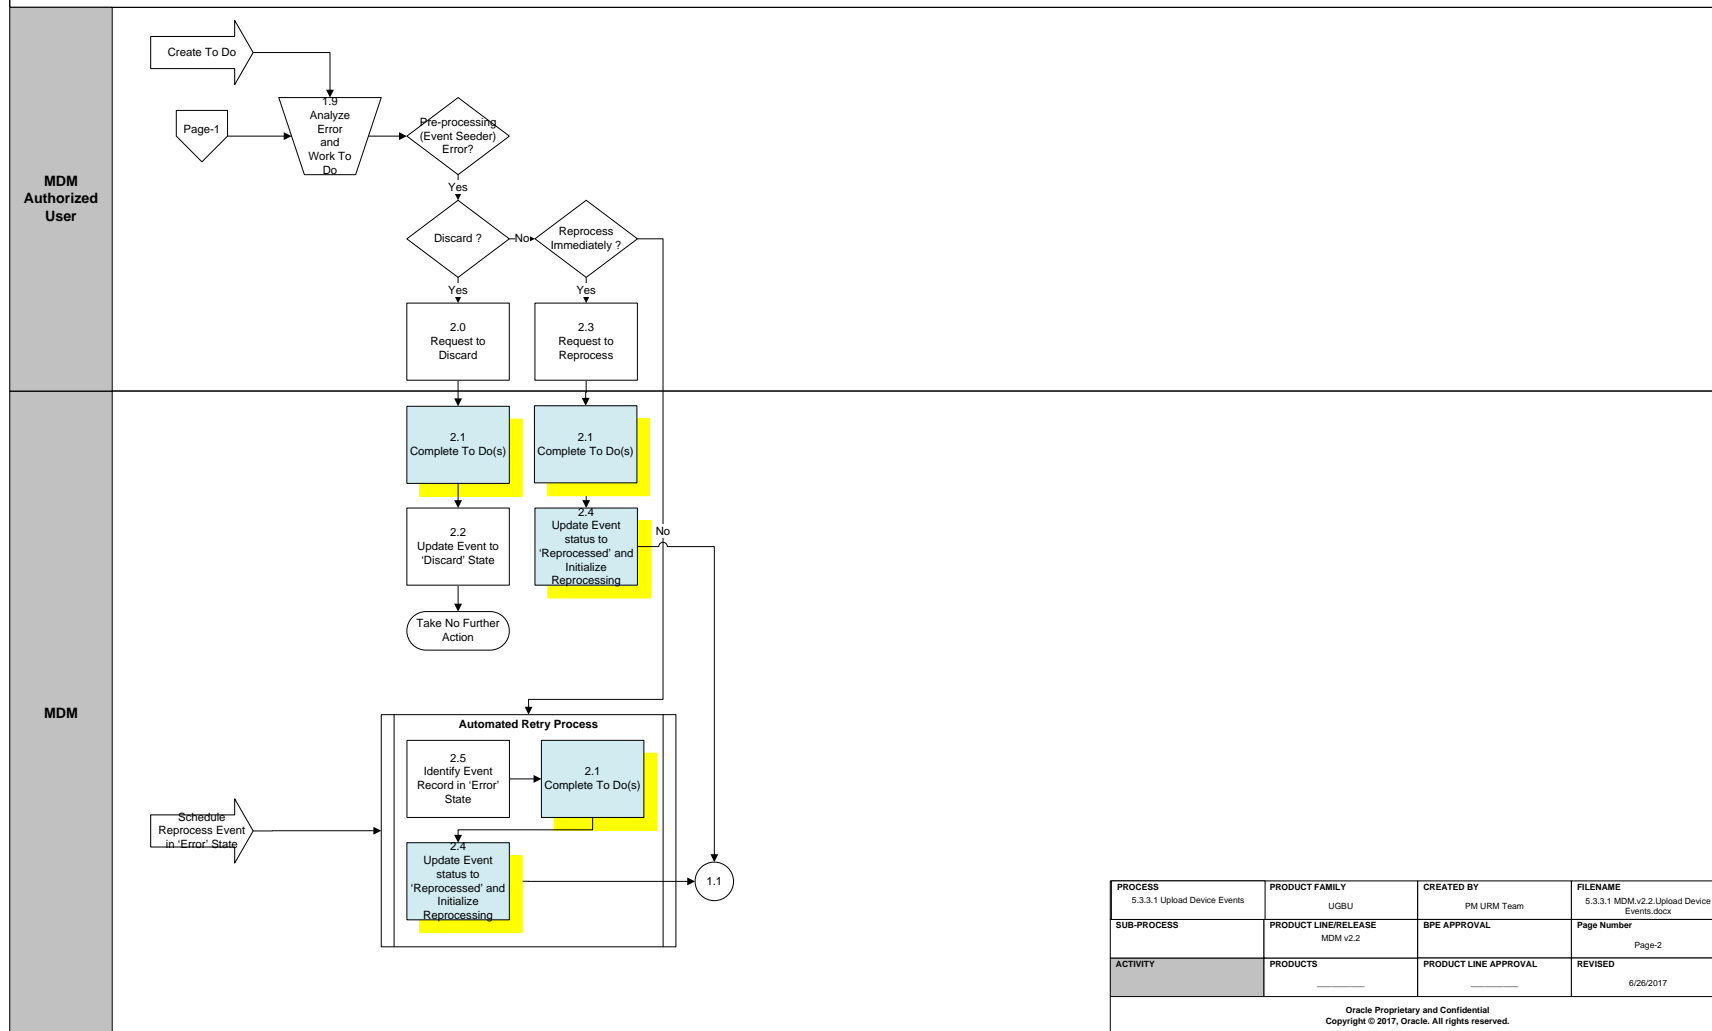 MDM
Authorized
User
Create To Do
Page-1
1.9
Analyze
Error
and
Work To
Do
Pre-processing
(Event Seeder)
Error?
Yes
Discard ?
No
Reprocess
Immediately ?
Yes
Yes
2.0
Request to
Discard
2.3
Request to
Reprocess
MDM
2.1
Complete To Do(s)
2.1
Complete To Do(s)
2.2
Update Event to
‘Discard’ State
2.4
Update Event
status to
‘Reprocessed’ and
Initialize
Reprocessing
No
Take No Further
Action
Automated Retry Process
2.5
Identify Event
Record in ‘Error’
State
2.1
Complete To Do(s)
Schedule
Reprocess Event
in ‘Error’ State
2.4
Update Event
status to
‘Reprocessed’ and
Initialize
Reprocessing
1.1
PROCESS
5.3.3.1 Upload Device Events
PRODUCT FAMILY
UGBU
CREATED BY
PM URM Team
FILENAME
5.3.3.1 MDM.v2.2.Upload Device
Events.docx
SUB-PROCESS
PRODUCT LINE/RELEASE
MDM v2.2
BPE APPROVAL
Page Number
Page-2
ACTIVITY
PRODUCTS
PRODUCT LINE APPROVAL
REVISED
6/26/2017
Oracle Proprietary and Confidential
Copyright © 2017, Oracle. All rights reserved.